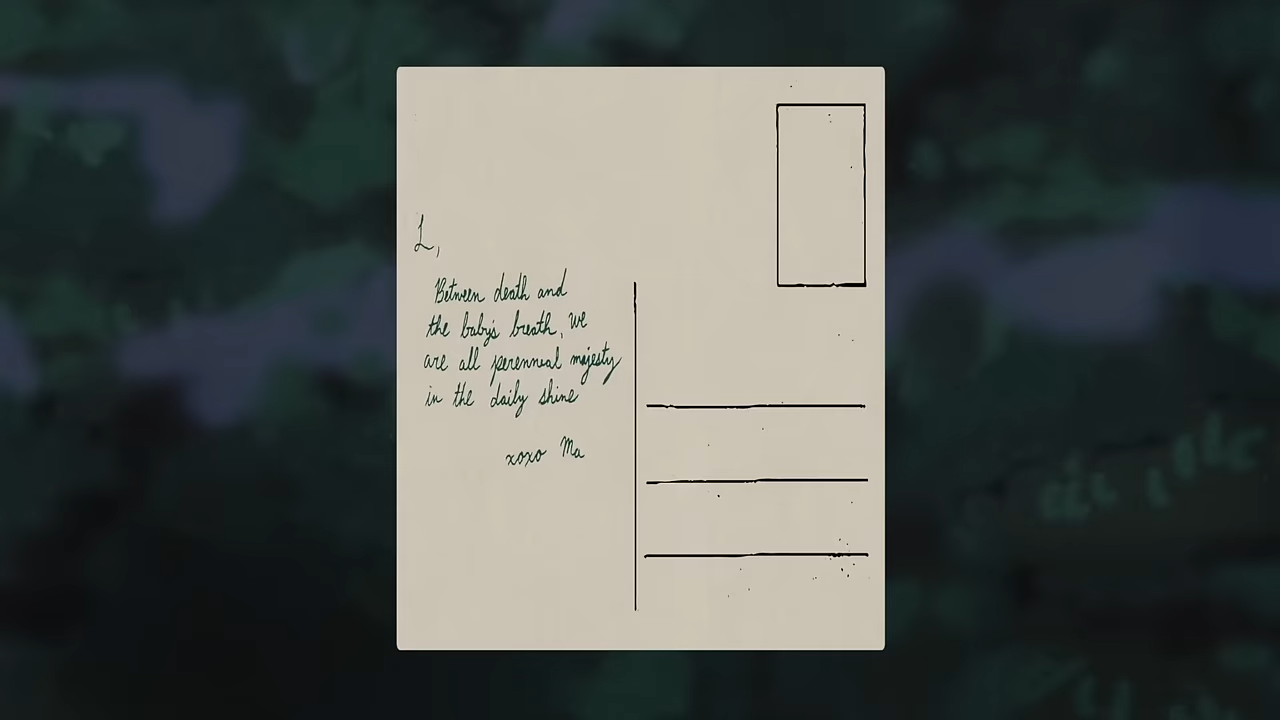 L,
Between death and
the baby's breath, we
are all perennial majesty
in the daily shine
xoxo Ma